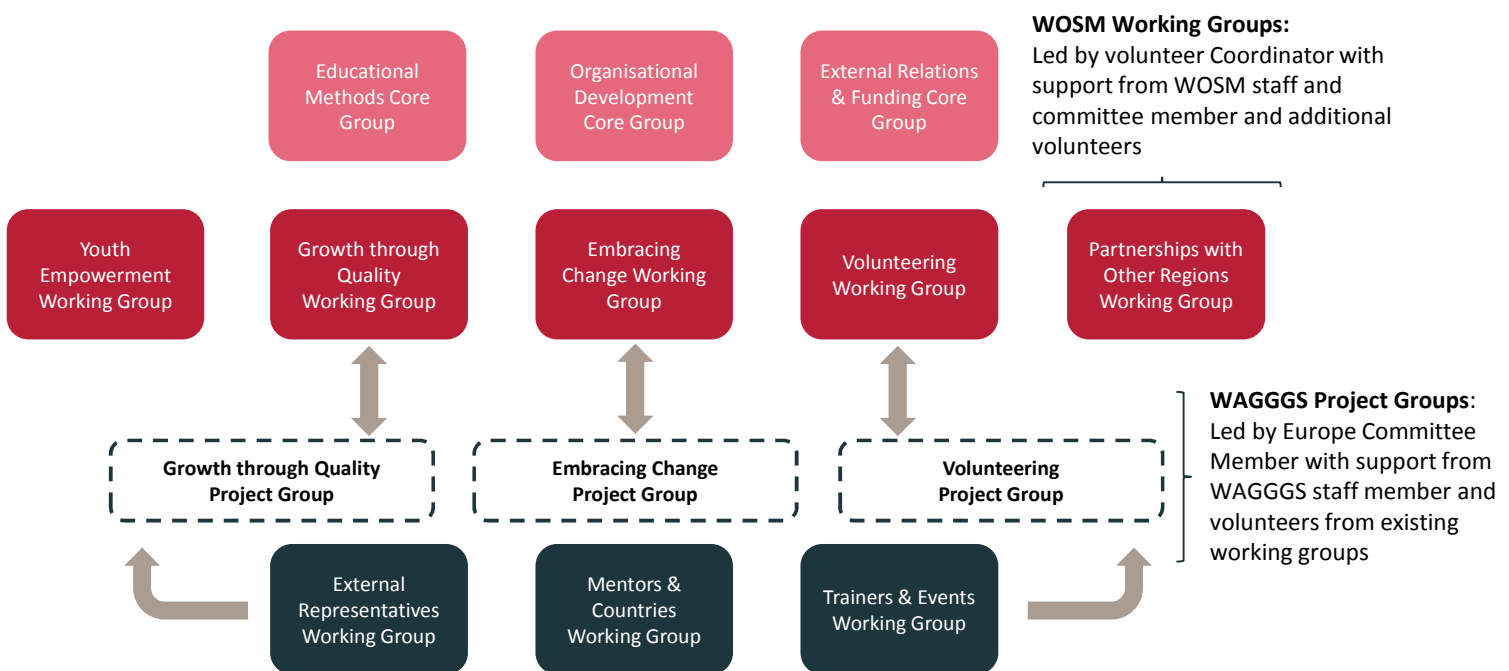 Educational
Methods Core
Group
Organisational
Development
Core Group
External Relations
& Funding Core
Group
WOSM Working Groups:
Led by volunteer Coordinator with
support from WOSM staff and
committee member and additional
volunteers
Youth
Empowerment
Working Group
Growth through
Quality
Working Group
Embracing
Change Working
Group
Volunteering
Working Group
Partnerships with
Other Regions
Working Group
Growth through Quality
Project Group
Embracing Change
Project Group
Volunteering
Project Group
WAGGGS Project Groups:
Led by Europe Committee
Member with support from
WAGGGS staff member and
volunteers from existing
working groups
External
Representatives
Working Group
Mentors &
Countries
Working Group
Trainers & Events
Working Group